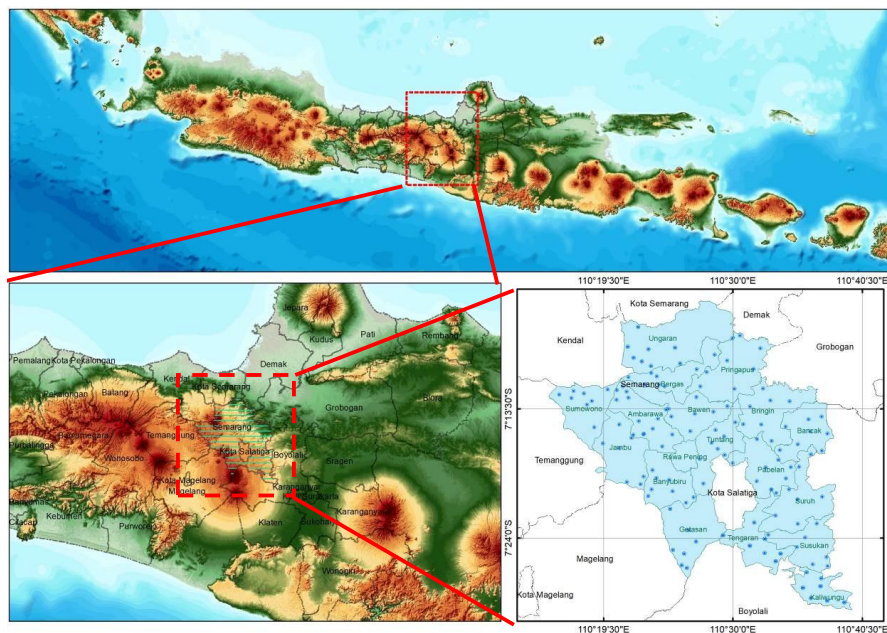 110°19'30"E 110°30'0"E 110°40'30"E
Kota Semarang
Demak
Kendal
Ungaran
Grobogan
Pringapus
Semarang
Bergas
7°13'30"S
Sumowono
Ambarawa
Bawen
Bringin
Bancak
Tuntang
Jambu
Rawa Pening
Temanggung
Pabelan
Banyubiru
Kota Salatiga
Suruh
Getasan
Tengaran
7°24'0"S
Susukan
Magelang
Kota Magelang
Kaliwungu
Boyolali
110°19'30"E 110°30'0"E 110°40'30"E
Jepara
Kudus
Pati
Rembang
Demak
Pemalang
Kota Pekalongan
Kendal
Kota Semarang
Pekalongan
Batang
Blora
Grobogan
Semarang
Banjarnegara
Temanggung
Purbalingga
Wonosobo
Kota Salatiga
Boyolali
Sragen
Kota Magelang
Magelang
Karanganyar
Kebumen
Cilacap
Purworejo
Klaten
Sukoharjo
Karanganyar
Wonogiri